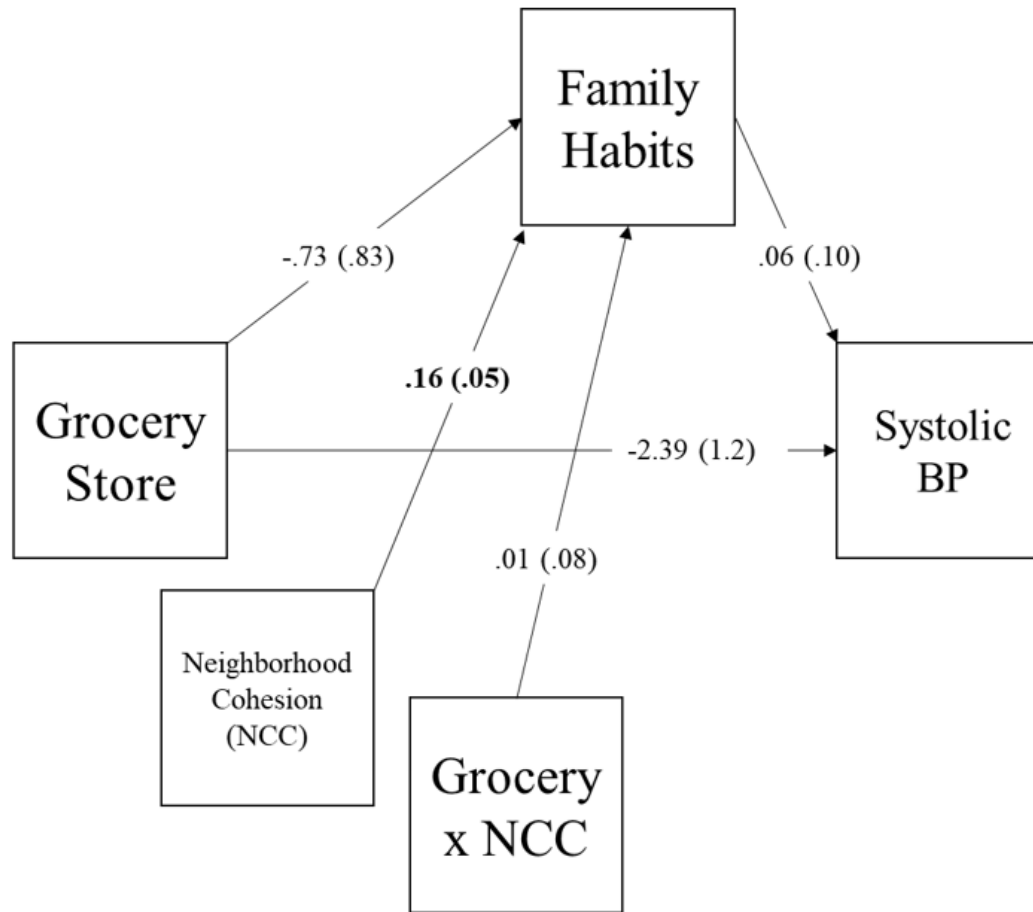 Family
Habits
-.73 (.83)
.06 (.10)
.16 (.05)
Grocery
Store
-2.39 (1.2)
Systolic
BP
.01 (.08)
Neighborhood
Cohesion
(NCC)
Grocery
x NCC